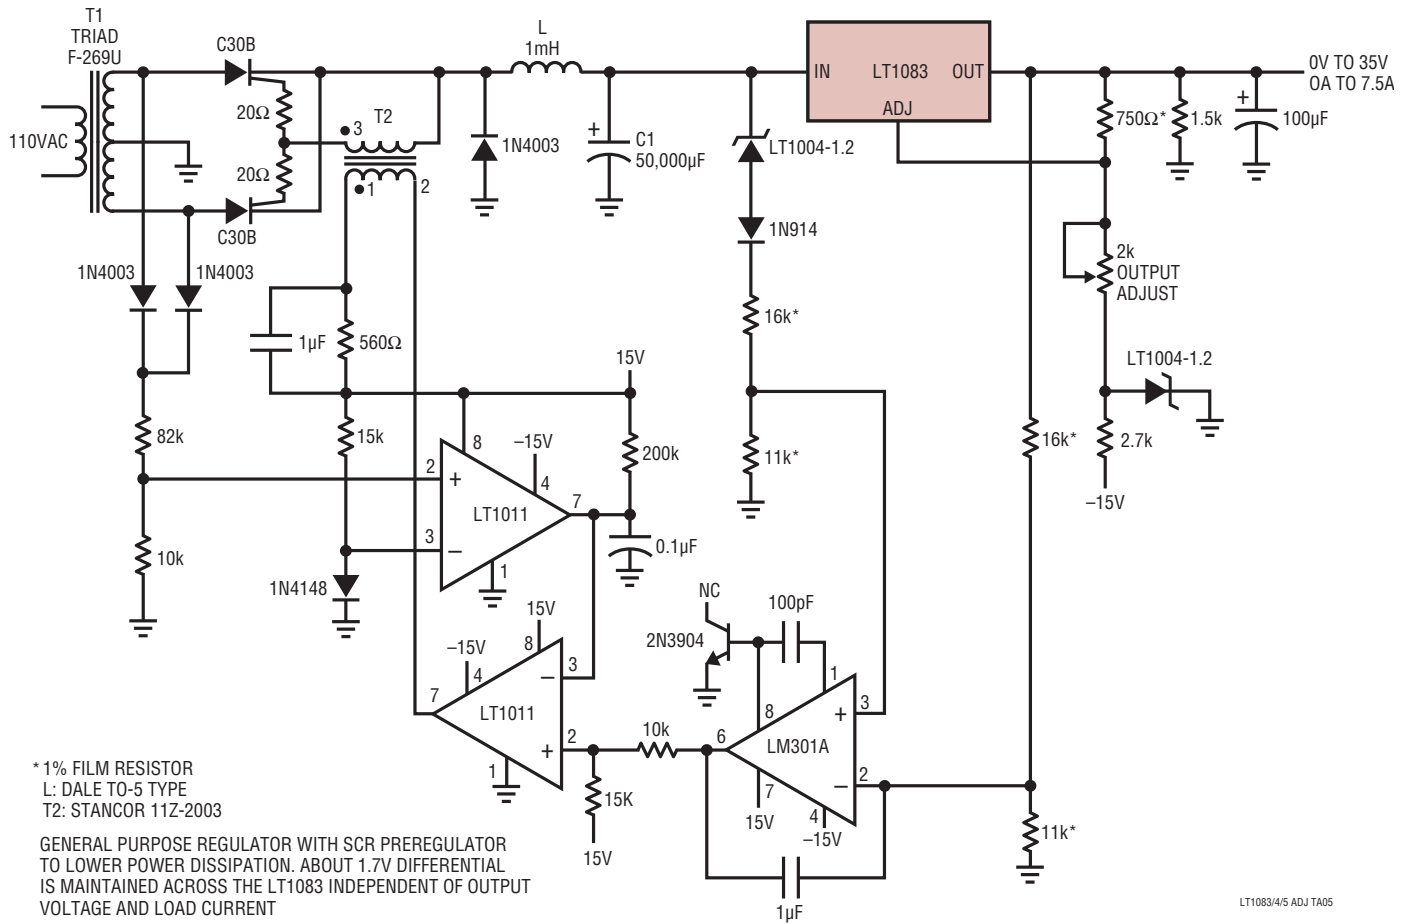 T1
TRIAD
F-269U
C30B
L
1mH
IN
LT1083
OUT
ADJ
0V TO 35V
OA TO 7.5A
110VAC
20Ω
20Ω
C30B
T2
3
1
2
1N4003
+
C1
50,000µF
LT1004-1.2
1N914
750Ω*
1.5k
+
100µF
2k
OUTPUT
ADJUST
1N4003
1N4003
1µF
560Ω
16k*
15V
LT1004-1.2
82k
15k
8
–15V
4
200k
11k*
16k*
2.7k
–15V
2
+
LT1011
7
3
–
1
0.1µF
10k
1N4148
15V
8
–15V
4
3
–
7
LT1011
2
+
1
NC
100pF
2N3904
1
8
+
3
10k
6
LM301A
2
–
7
15V
4
–15V
15K
15V
11k*
1µF
* 1% FILM RESISTOR
L: DALE TO-5 TYPE
T2: STANCOR 11Z-2003
GENERAL PURPOSE REGULATOR WITH SCR PREREGULATOR
TO LOWER POWER DISSIPATION. ABOUT 1.7V DIFFERENTIAL
IS MAINTAINED ACROSS THE LT1083 INDEPENDENT OF OUTPUT
VOLTAGE AND LOAD CURRENT
LT1083/4/5 ADJ TA05